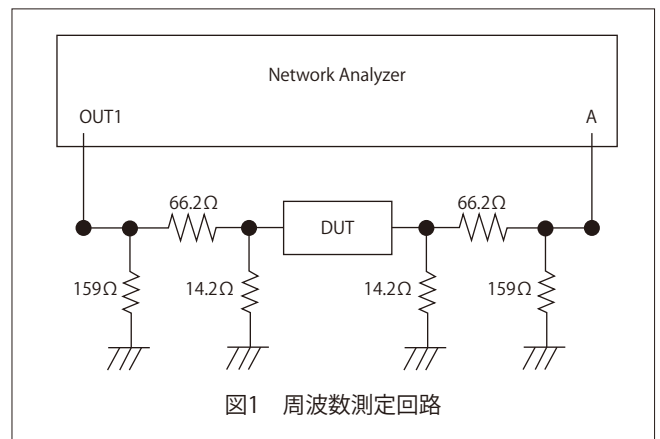 Network Analyzer
OUT1
A
66.2Ω
66.2Ω
DUT
159Ω
14.2Ω
14.2Ω
159Ω
図1 周波数測定回路